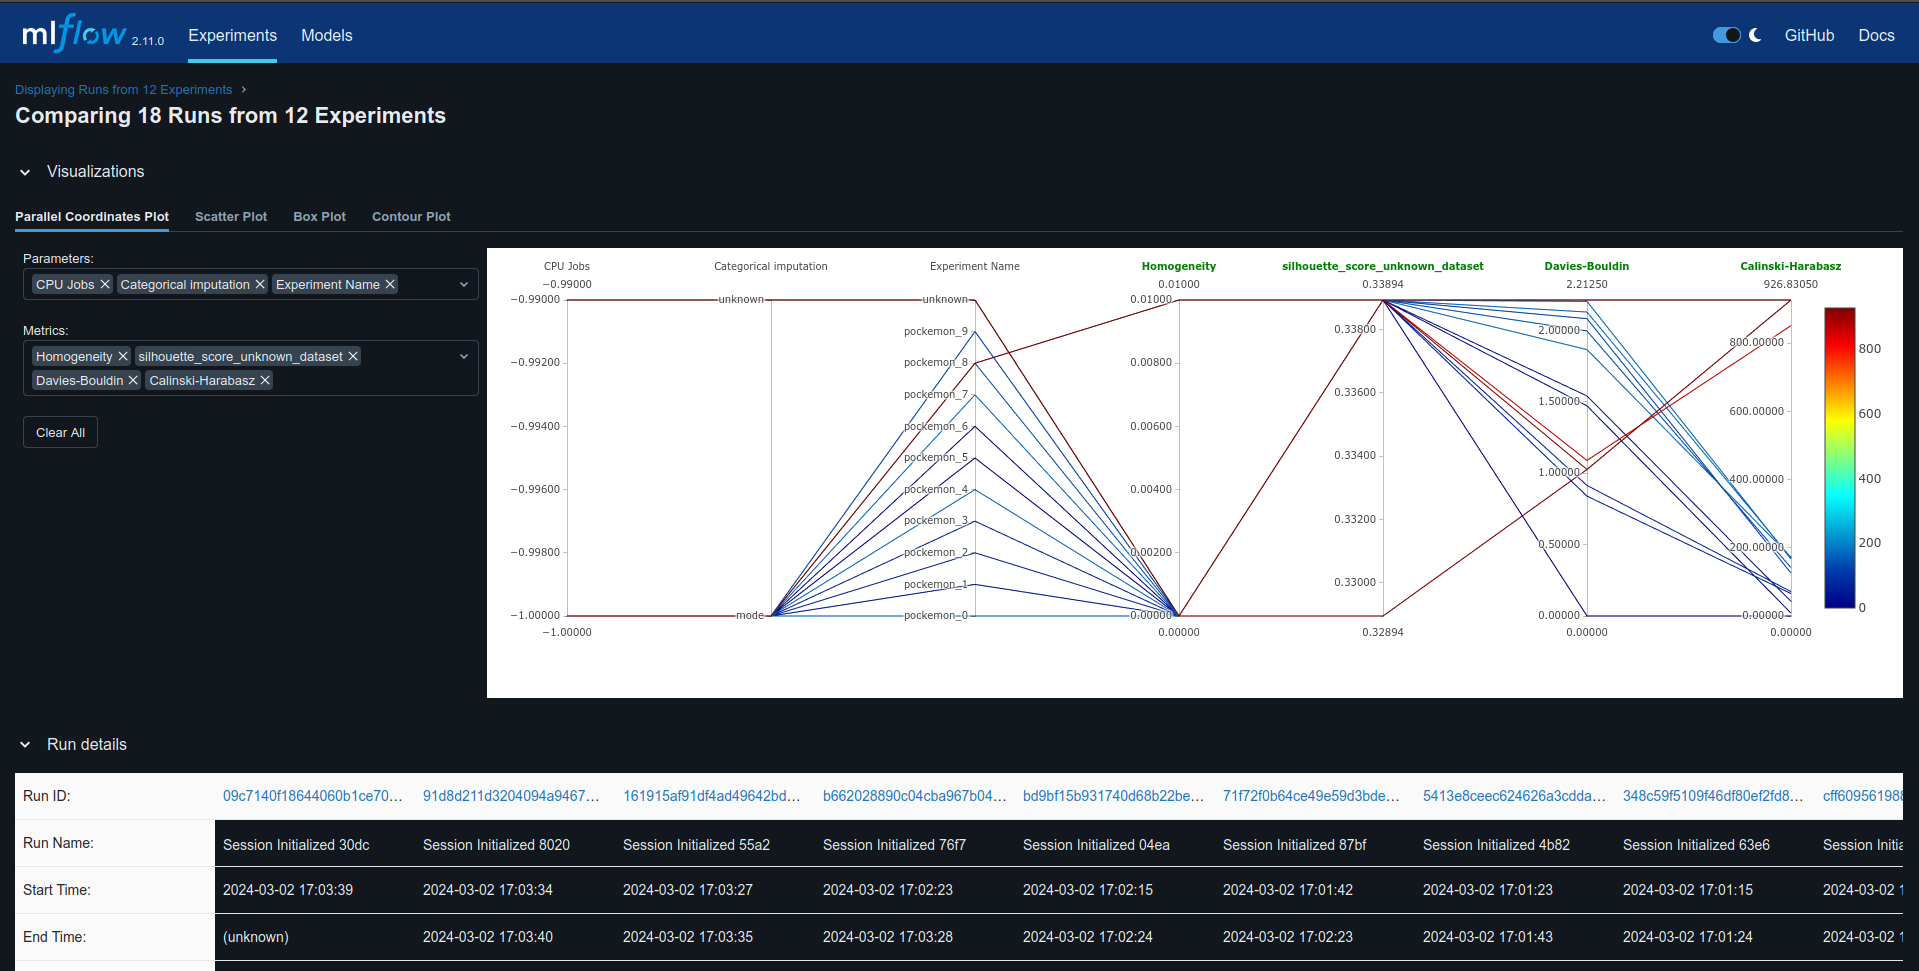 mlflow 2.11.0 Experiments Models GitHub Docs
Displaying Runs from 12 Experiments ›
Comparing 18 Runs from 12 Experiments
Visualizations
Parallel Coordinates Plot Scatter Plot Box Plot Contour Plot
Parameters:
CPU Jobs Categorical imputation Experiment Name
Metrics:
Homogeneity silhouette_score_unknown_dataset
Davies-Bouldin Calinski-Harabasz
Clear All
CPU Jobs Categorical imputation Experiment Name Homogeneity silhouette_score_unknown_dataset Davies-Bouldin Calinski-Harabasz
−0.99000 0.01000 0.33894 2.21250 926.83050
−0.99000
−0.99200
−0.99400
−0.99600
−0.99800
−1.00000
−1.00000
unknown
mode
unknown
pockemon_9
pockemon_8
pockemon_7
pockemon_6
pockemon_5
pockemon_4
pockemon_3
pockemon_2
pockemon_1
pockemon_0
0.01000
0.00800
0.00600
0.00400
0.00200
0.00000
0.00000
0.33800
0.33600
0.33400
0.33200
0.33000
0.32894
2.00000
1.50000
1.00000
0.50000
0.00000
0.00000
800.00000
600.00000
400.00000
200.00000
0.00000
0.00000
800
600
400
200
0
Run details
Run ID: 09c7140f18644060b1ce70... 91d8d211d3204094a9467... 161915af91df4ad49642bd... b662028890c04cba967b04... bd9bf15b931740d68b22be... 71f72f0b64ce49e59d3bde... 5413e8ceec624626a3cdda... 348c59f5109f46df80ef2fd8... cff609561988
Run Name: Session Initialized 30dc Session Initialized 8020 Session Initialized 55a2 Session Initialized 76f7 Session Initialized 04ea Session Initialized 87bf Session Initialized 4b82 Session Initialized 63e6 Session Initia
Start Time: 2024-03-02 17:03:39 2024-03-02 17:03:34 2024-03-02 17:03:27 2024-03-02 17:02:23 2024-03-02 17:02:15 2024-03-02 17:01:42 2024-03-02 17:01:23 2024-03-02 17:01:15 2024-03-02 1
End Time: (unknown) 2024-03-02 17:03:40 2024-03-02 17:03:35 2024-03-02 17:03:28 2024-03-02 17:02:24 2024-03-02 17:02:23 2024-03-02 17:01:43 2024-03-02 17:01:24 2024-03-02 1